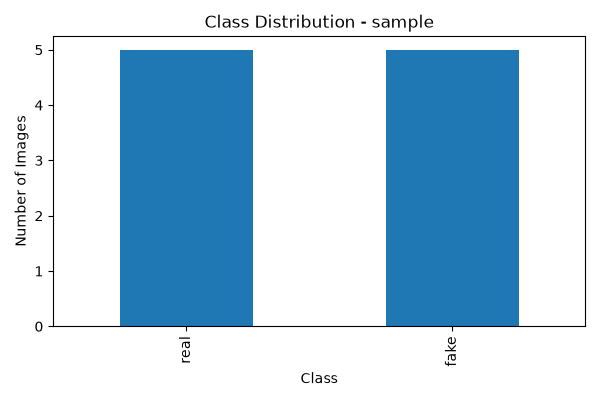 Class Distribution - sample
Number of Images
5
4
3
2
1
0
real
fake
Class